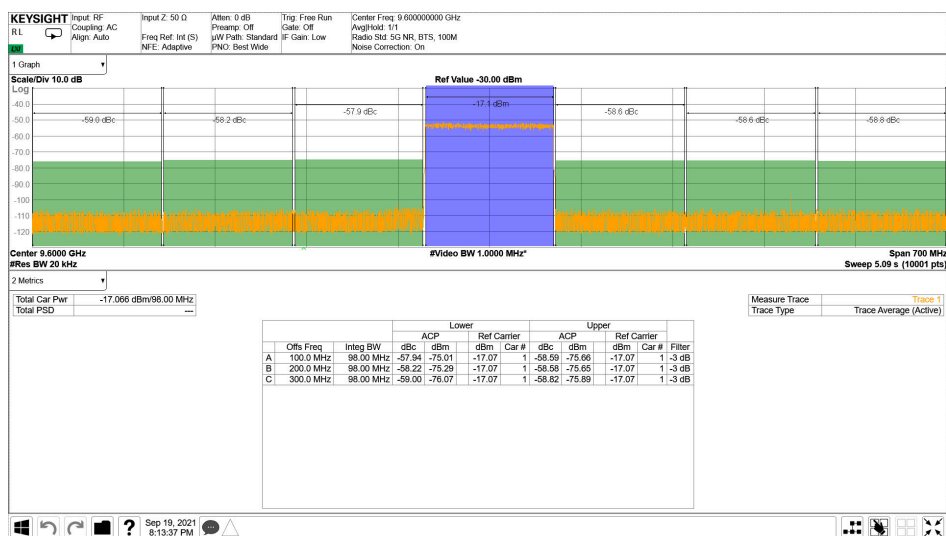 KEYSIGHT Input: RF Input Z: 50 Ω Atten: 0 dB Trig: Free Run Center Freq: 9.600000000 GHz
RL Coupling: AC Preamp: Off Gate: Off Avg|Hold: 1/1
Align: Auto Freq Ref: Int (S) µW Path: Standard IF Gain: Low Radio Std: 5G NR, BTS, 100M
NFE: Adaptive PNO: Best Wide Noise Correction: On
1 Graph
Scale/Div 10.0 dB Ref Value -30.00 dBm
Log
-40.0 -17.1 dBm
-57.9 dBc -58.6 dBc
-50.0 -59.0 dBc -58.2 dBc -58.6 dBc -58.8 dBc
-60.0
-70.0
-80.0
-90.0
-100
-110
-120
Center 9.6000 GHz #Video BW 1.0000 MHz* Span 700 MHz
#Res BW 20 kHz Sweep 5.09 s (10001 pts)
2 Metrics
Total Car Pwr -17.066 dBm/98.00 MHz Measure Trace Trace 1
Total PSD --- Trace Type Trace Average (Active)
Lower Upper
ACP Ref Carrier ACP Ref Carrier
Offs Freq Integ BW dBc dBm dBm Car # dBc dBm dBm Car # Filter
A 100.0 MHz 98.00 MHz -57.94 -75.01 -17.07 1 -58.59 -75.66 -17.07 1 -3 dB
B 200.0 MHz 98.00 MHz -58.22 -75.29 -17.07 1 -58.58 -75.65 -17.07 1 -3 dB
C 300.0 MHz 98.00 MHz -59.00 -76.07 -17.07 1 -58.82 -75.89 -17.07 1 -3 dB
? Sep 19, 2021
8:13:37 PM